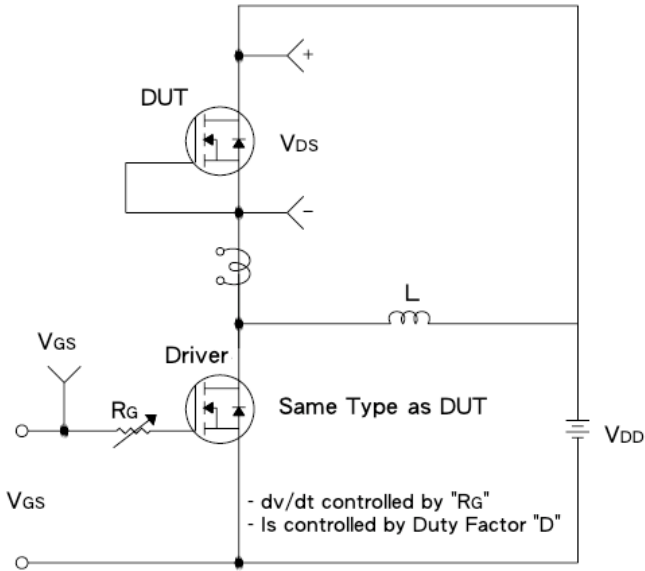 +
DUT
VDS
-
L
VGS
Driver
Same Type as DUT
RG
VDD
VGS
- dv/dt controlled by "RG"
- Is controlled by Duty Factor "D"